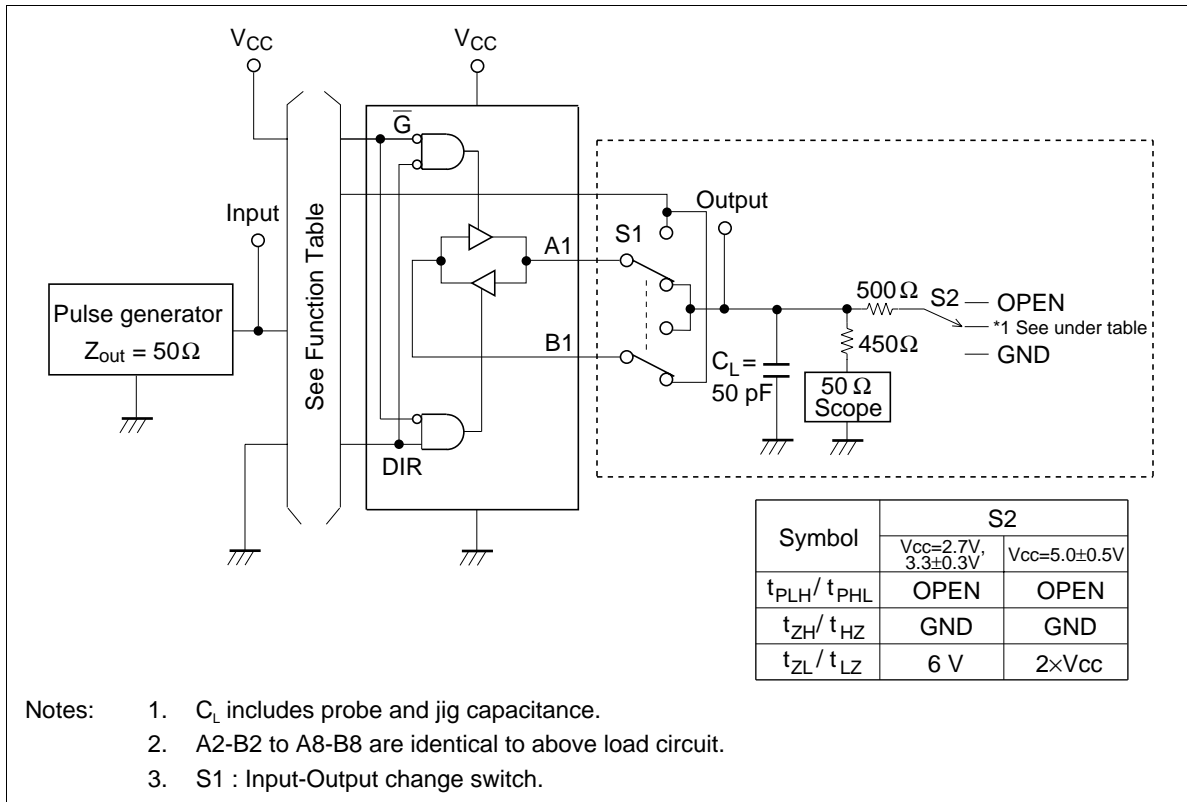 VCC
VCC
G
Input
See Function Table
Pulse generator
Zout = 50Ω
DIR
A1
B1
S1
Output
500Ω
S2
OPEN
*1 See under table
GND
450Ω
CL =
50 pF
50 Ω
Scope
Symbol
S2
Vcc=2.7V,
3.3±0.3V
Vcc=5.0±0.5V
tPLH/ tPHL OPEN OPEN
tZH/ tHZ GND GND
tZL/ tLZ 6 V 2×Vcc
Notes: 1. CL includes probe and jig capacitance.
2. A2-B2 to A8-B8 are identical to above load circuit.
3. S1 : Input-Output change switch.